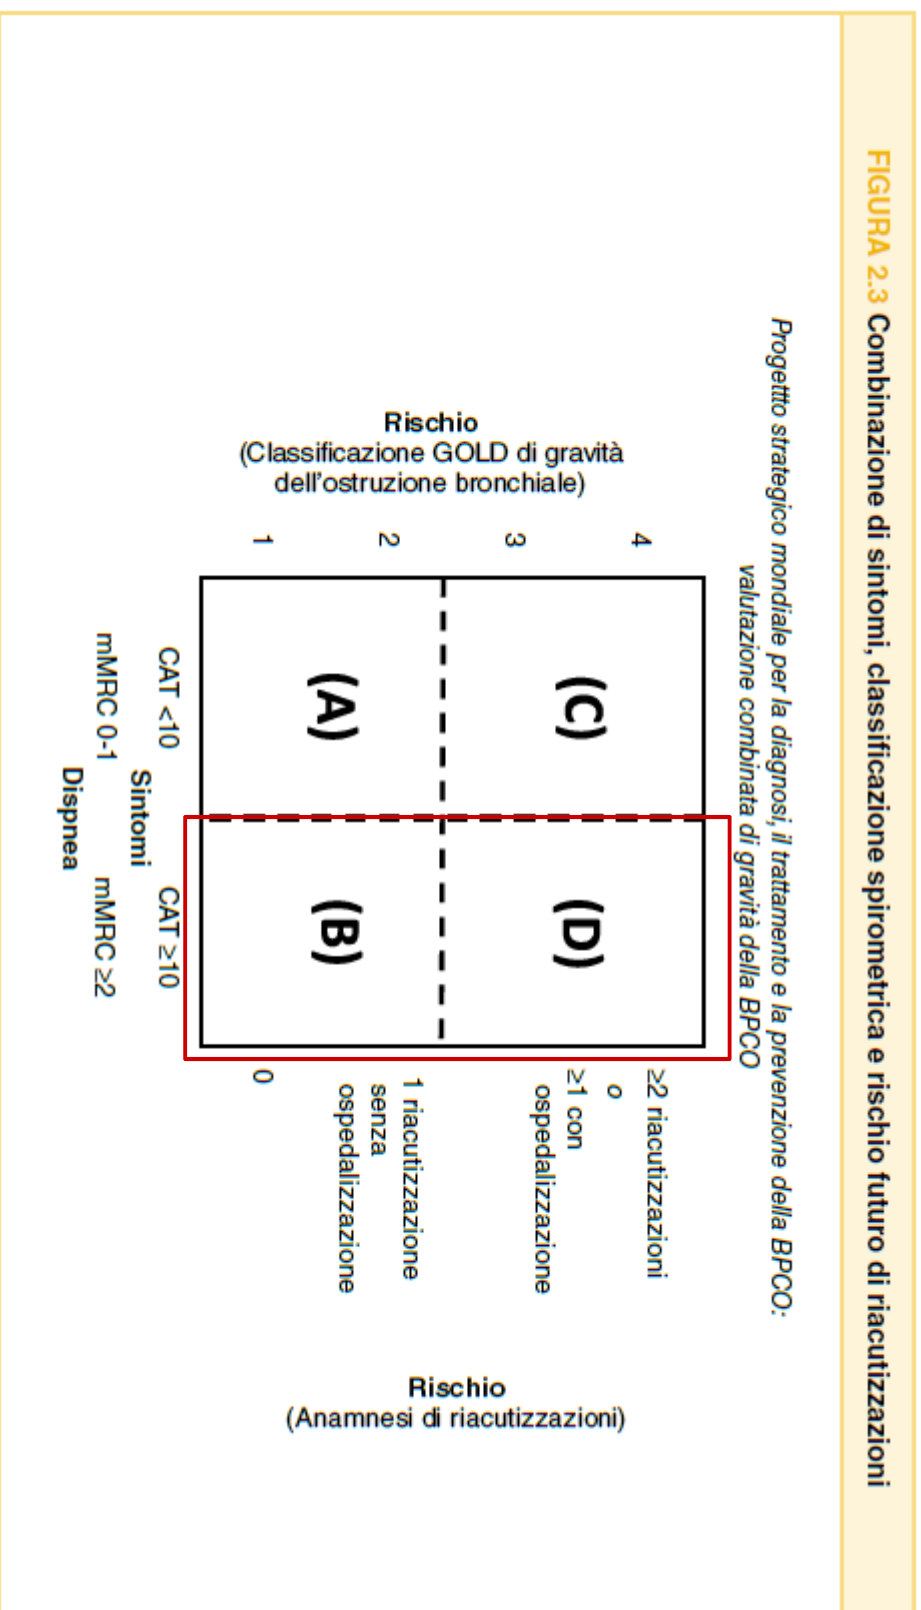 FIGURA 2.3 Combinazione di sintomi, classificazione spirometrica e rischio futuro di riacutizzazioni
Progettto strategico mondiale per la diagnosi, il trattamento e la prevenzione della BPCO:
valutazione combinata di gravità della BPCO
Rischio
(Classificazione GOLD di gravità
dell'ostruzione bronchiale)
4
3
2
1
(C)
(D)
(A)
(B)
≥2 riacutizzazioni
o
≥1 con
ospedalizzazione
1 riacutizzazione
senza
ospedalizzazione
0
Rischio
(Anamnesi di riacutizzazioni)
CAT <10
CAT ≥10
Sintomi
mMRC 0-1
mMRC ≥2
Dispnea